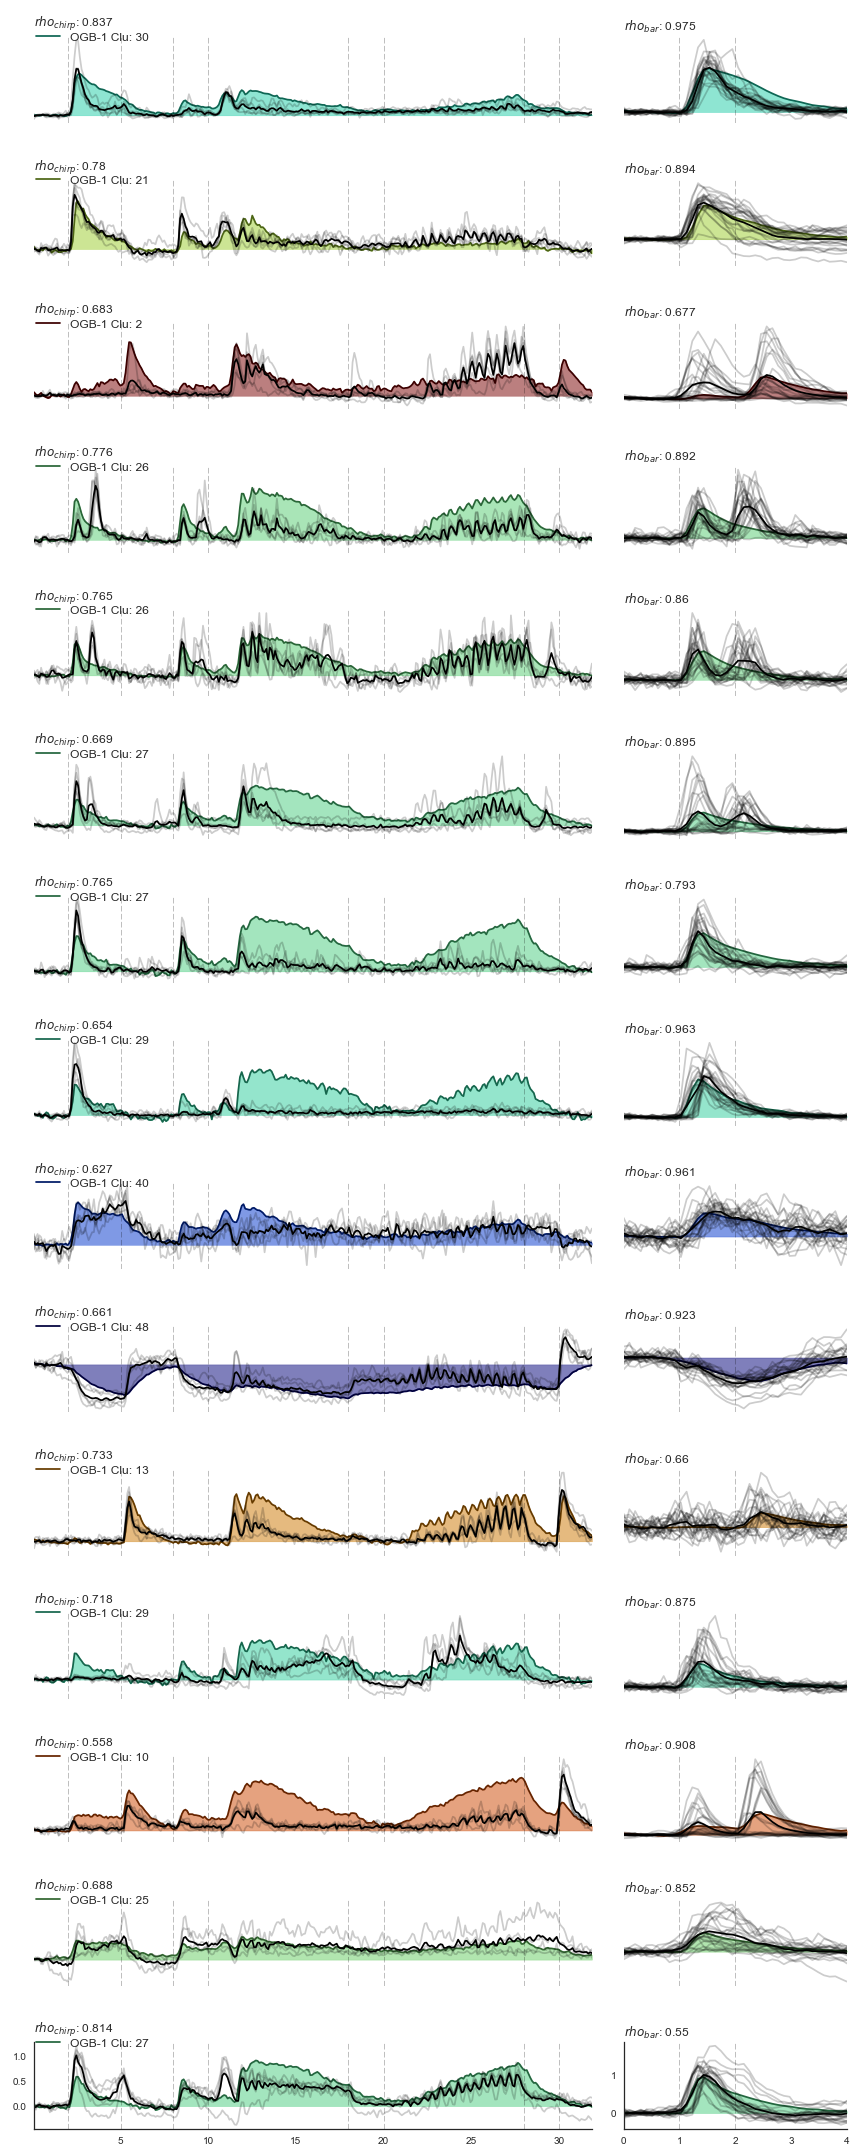 rho_chirp: 0.837
OGB-1 Clu: 30
rho_bar: 0.975
rho_chirp: 0.78
OGB-1 Clu: 21
rho_bar: 0.894
rho_chirp: 0.683
OGB-1 Clu: 2
rho_bar: 0.677
rho_chirp: 0.776
OGB-1 Clu: 26
rho_bar: 0.892
rho_chirp: 0.765
OGB-1 Clu: 26
rho_bar: 0.86
rho_chirp: 0.669
OGB-1 Clu: 27
rho_bar: 0.895
rho_chirp: 0.765
OGB-1 Clu: 27
rho_bar: 0.793
rho_chirp: 0.654
OGB-1 Clu: 29
rho_bar: 0.963
rho_chirp: 0.627
OGB-1 Clu: 40
rho_bar: 0.961
rho_chirp: 0.661
OGB-1 Clu: 48
rho_bar: 0.923
rho_chirp: 0.733
OGB-1 Clu: 13
rho_bar: 0.66
rho_chirp: 0.718
OGB-1 Clu: 29
rho_bar: 0.875
rho_chirp: 0.558
OGB-1 Clu: 10
rho_bar: 0.908
rho_chirp: 0.688
OGB-1 Clu: 25
rho_bar: 0.852
rho_chirp: 0.814
OGB-1 Clu: 27
rho_bar: 0.55
1.0
0.5
0.0
5 10 15 20 25 30
1
0
0 1 2 3 4